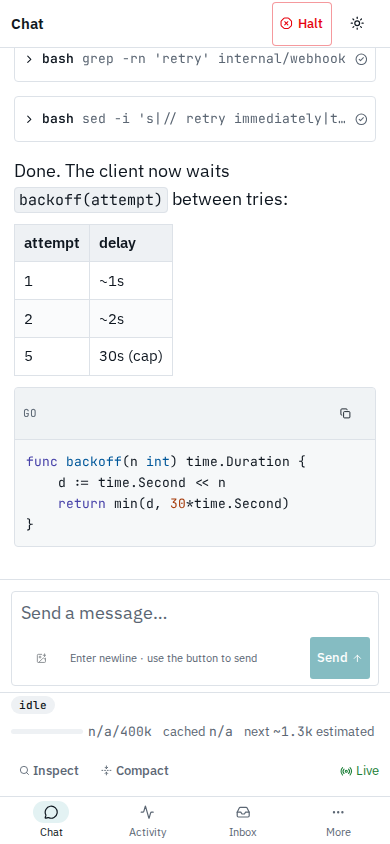 Chat
Halt
bash grep -rn 'retry' internal/webhook
bash sed -i 's|// retry immediately|t…
Done. The client now waits
backoff(attempt) between tries:
attempt delay
1 ~1s
2 ~2s
5 30s (cap)
GO
func backoff(n int) time.Duration {
    d := time.Second << n
    return min(d, 30*time.Second)
}
Send a message…
Enter newline · use the button to send
Send ↑
idle
n/a/400k cached n/a next ~1.3k estimated
Inspect Compact Live
Chat Activity Inbox More